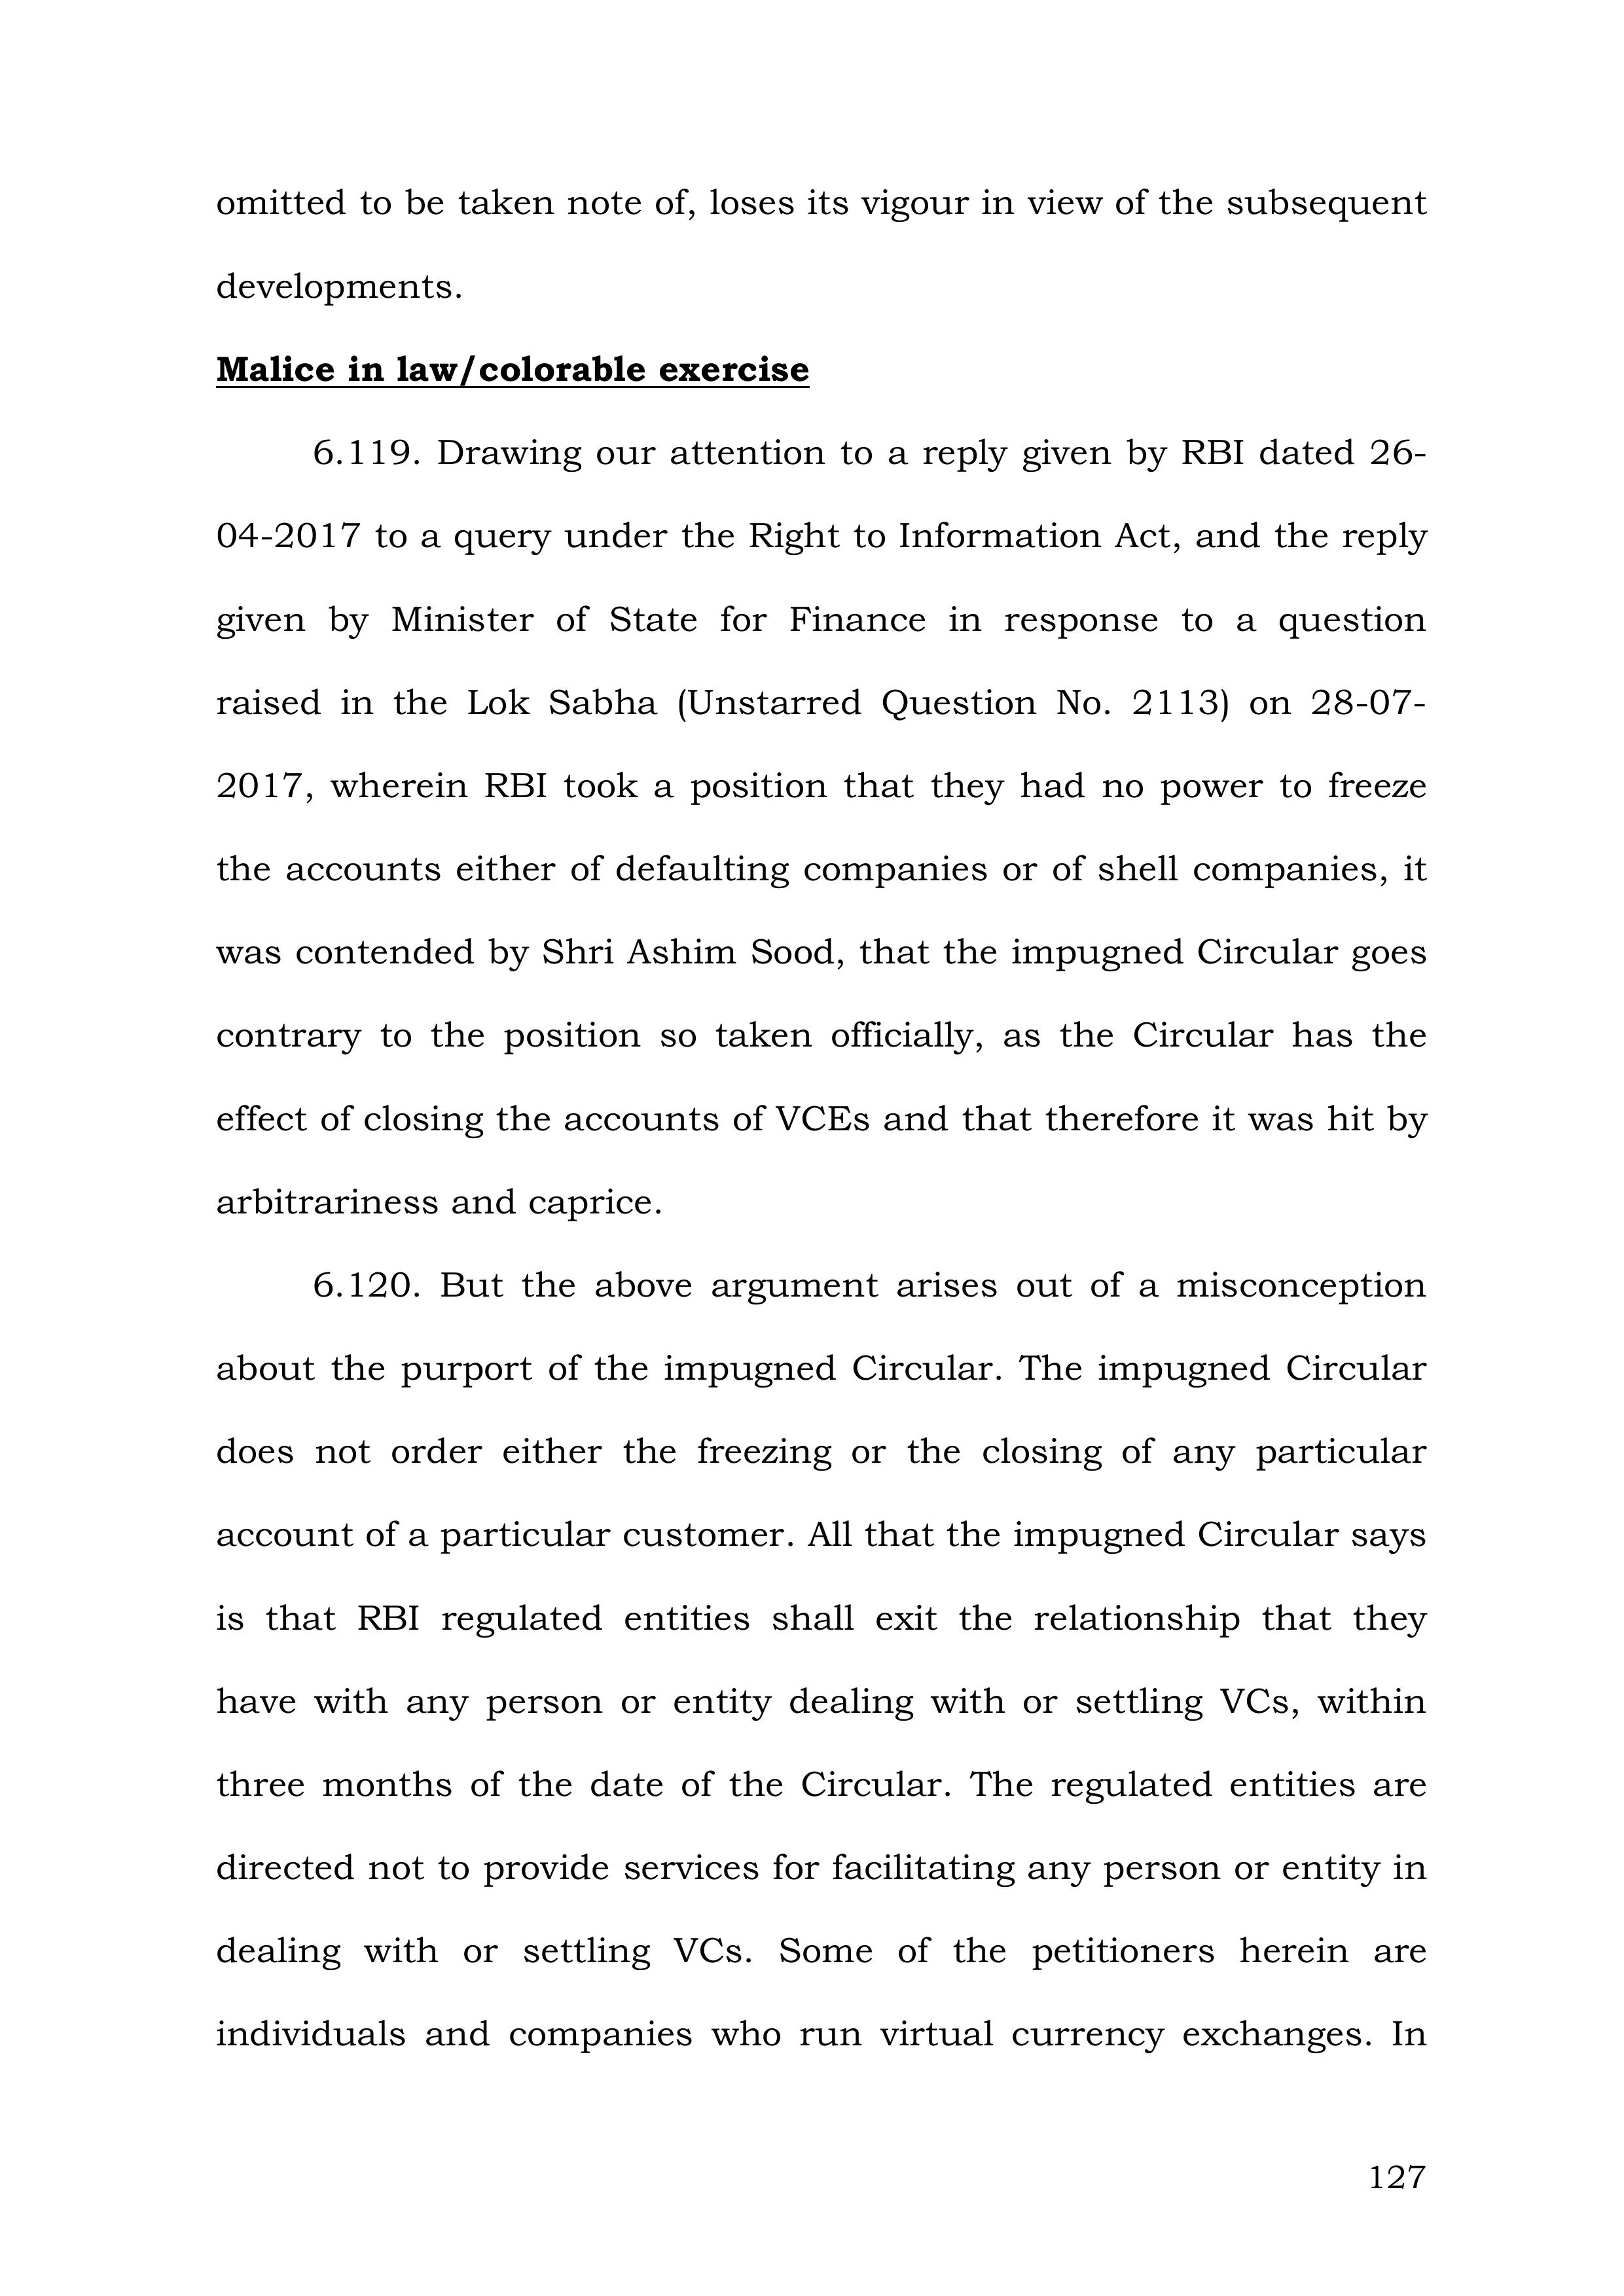 omitted to be taken note of, loses its vigour in view of the subsequent
developments.
Malice in law/colorable exercise
6.119. Drawing our attention to a reply given by RBI dated 26-
04-2017 to a query under the Right to Information Act, and the reply
given by Minister of State for Finance in response to a question
raised in the Lok Sabha (Unstarred Question No. 2113) on 28-07-
2017, wherein RBI took a position that they had no power to freeze
the accounts either of defaulting companies or of shell companies, it
was contended by Shri Ashim Sood, that the impugned Circular goes
contrary to the position so taken officially, as the Circular has the
effect of closing the accounts of VCEs and that therefore it was hit by
arbitrariness and caprice.
6.120. But the above argument arises out of a misconception
about the purport of the impugned Circular. The impugned Circular
does not order either the freezing or the closing of any particular
account of a particular customer. All that the impugned Circular says
is that RBI regulated entities shall exit the relationship that they
have with any person or entity dealing with or settling VCs, within
three months of the date of the Circular. The regulated entities are
directed not to provide services for facilitating any person or entity in
dealing with or settling VCs. Some of the petitioners herein are
individuals and companies who run virtual currency exchanges. In
127